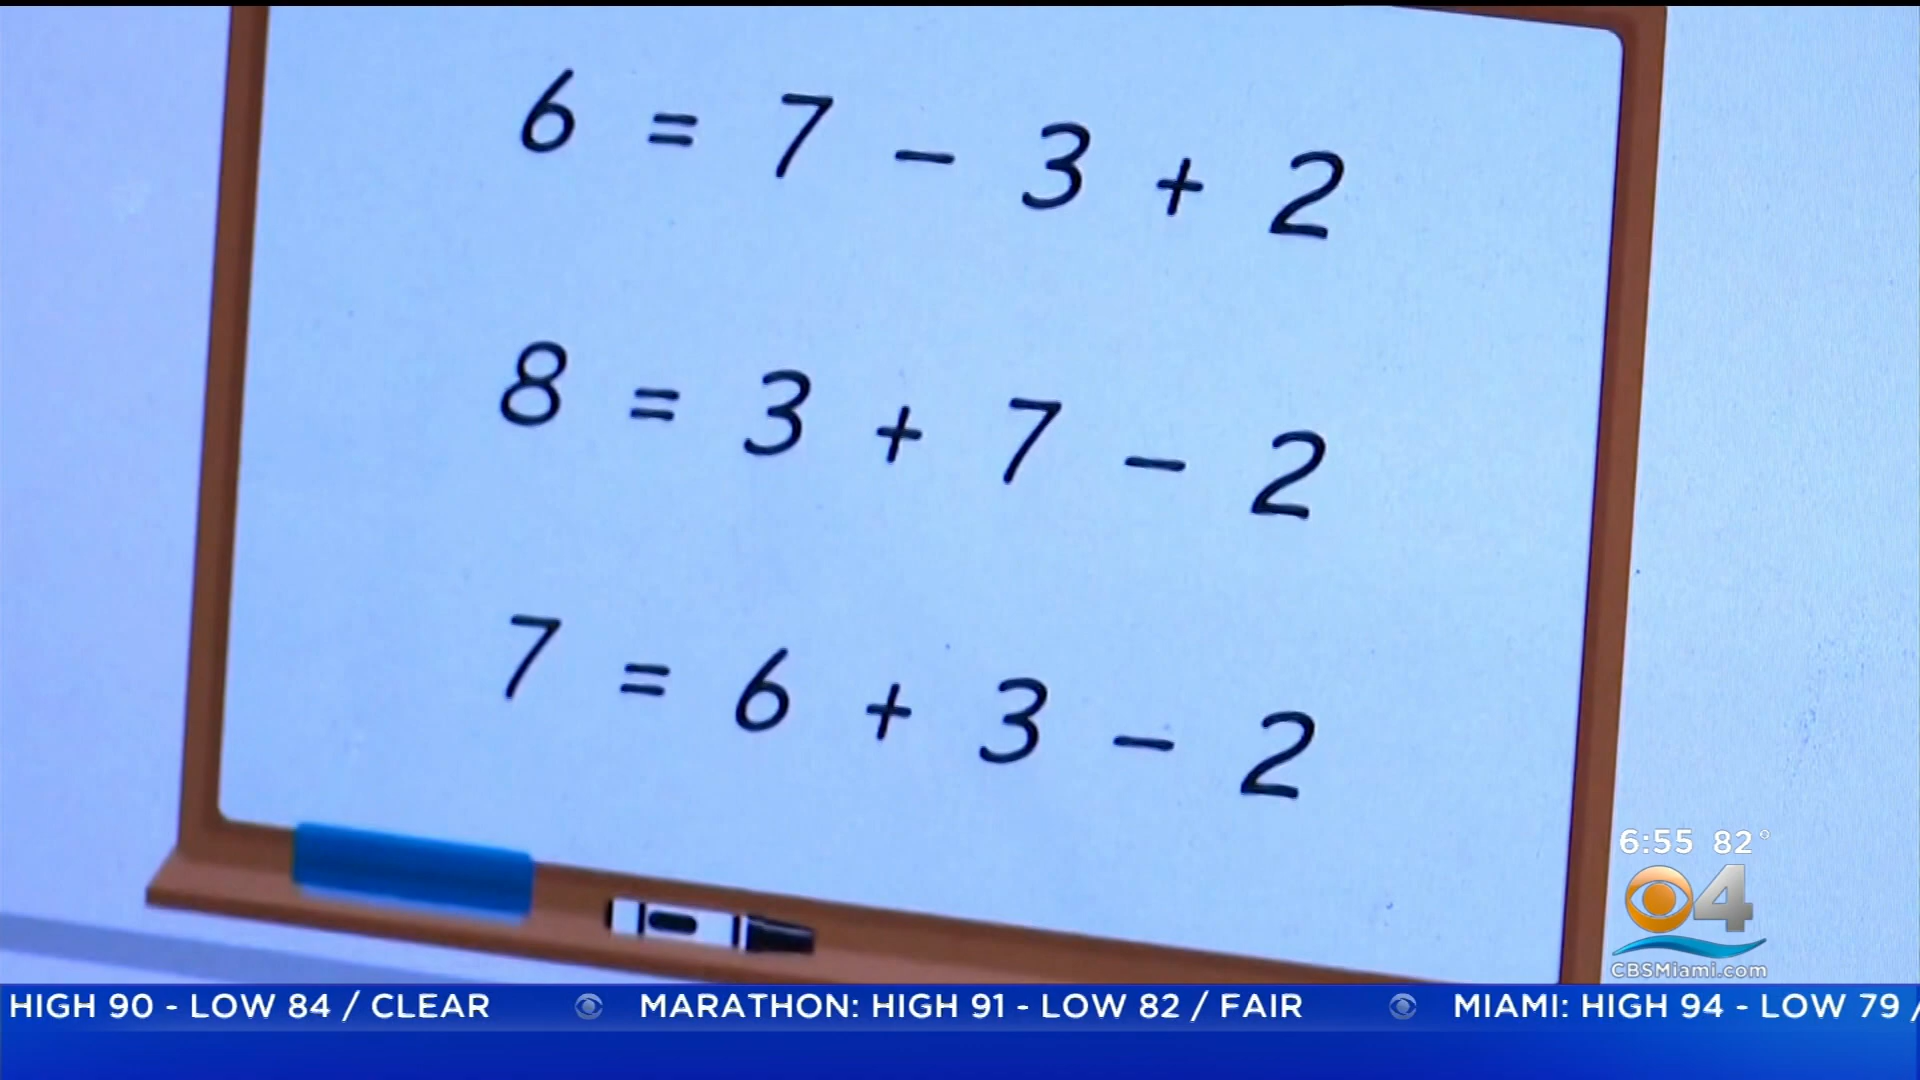 6 = 7 - 3 + 2
8 = 3 + 7 - 2
7 = 6 + 3 - 2
6:55 82°
4
CBSMiami.com
HIGH 90 - LOW 84 / CLEAR MARATHON: HIGH 91 - LOW 82 / FAIR MIAMI: HIGH 94 - LOW 79 /